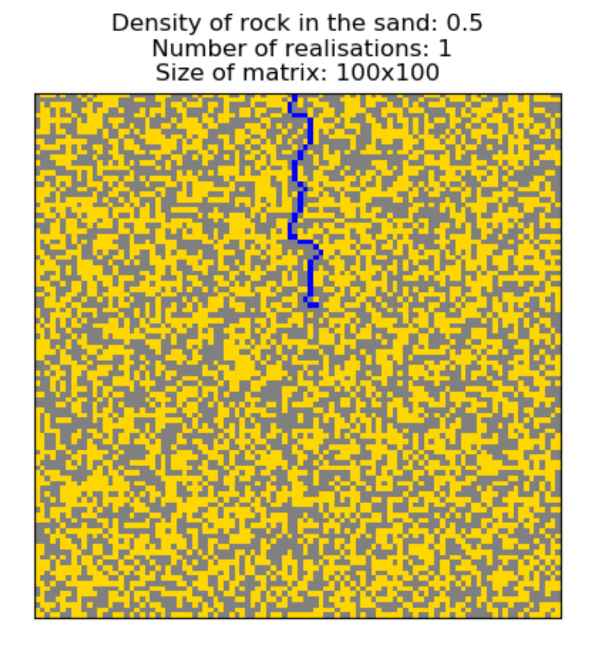 Density of rock in the sand: 0.5
Number of realisations: 1
Size of matrix: 100x100